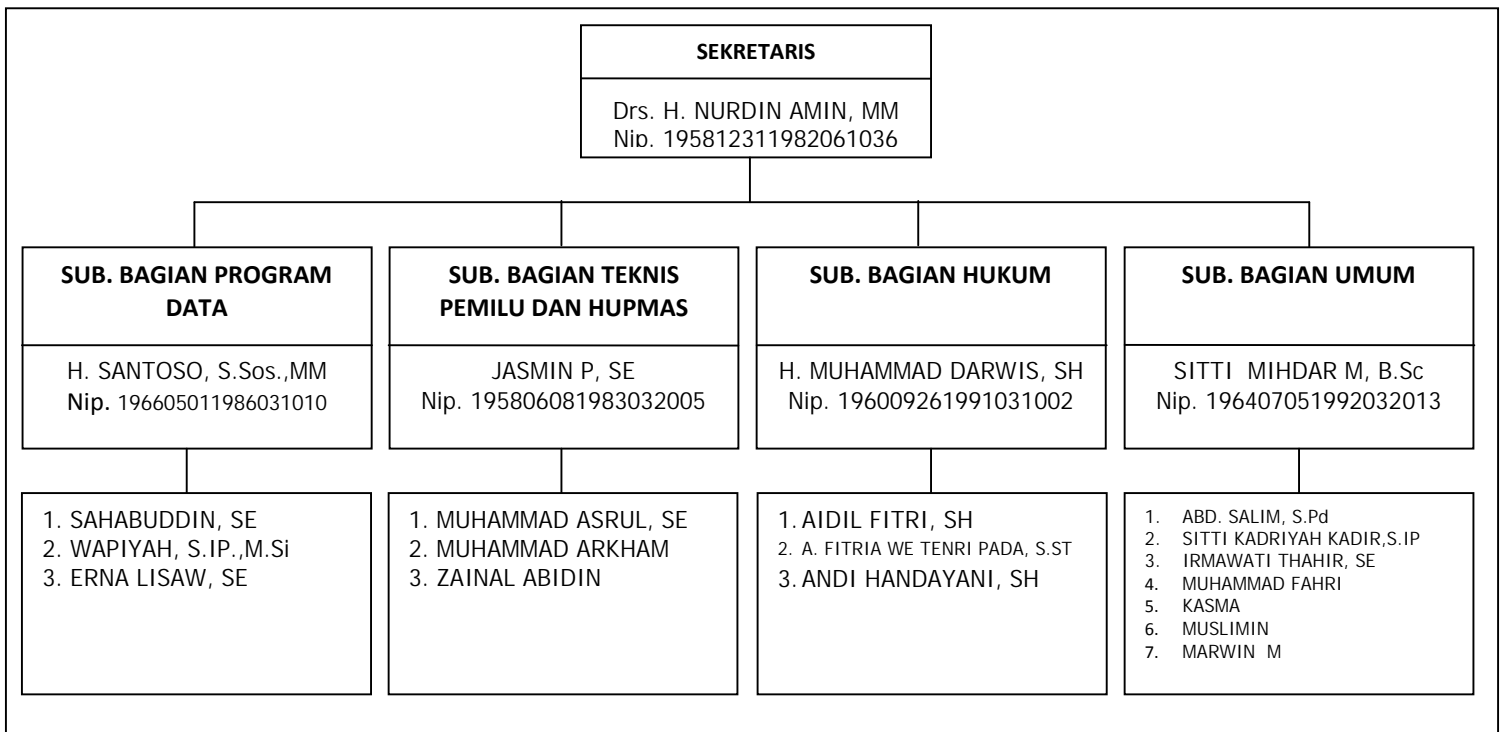 SEKRETARIS
Drs. H. NURDIN AMIN, MM
Nip. 195812311982061036
SUB. BAGIAN PROGRAM
DATA
H. SANTOSO, S.Sos.,MM
Nip. 196605011986031010
SUB. BAGIAN TEKNIS
PEMILU DAN HUPMAS
JASMIN P, SE
Nip. 195806081983032005
SUB. BAGIAN HUKUM
H. MUHAMMAD DARWIS, SH
Nip. 196009261991031002
SUB. BAGIAN UMUM
SITTI MIHDAR M, B.Sc
Nip. 196407051992032013
1. SAHABUDDIN, SE
2. WAPIYAH, S.IP.,M.Si
3. ERNA LISAW, SE
1. MUHAMMAD ASRUL, SE
2. MUHAMMAD ARKHAM
3. ZAINAL ABIDIN
1. AIDIL FITRI, SH
2. A. FITRIA WE TENRI PADA, S.ST
3. ANDI HANDAYANI, SH
1. ABD. SALIM, S.Pd
2. SITTI KADRIYAH KADIR,S.IP
3. IRMAWATI THAHIR, SE
4. MUHAMMAD FAHRI
5. KASMA
6. MUSLIMIN
7. MARWIN M